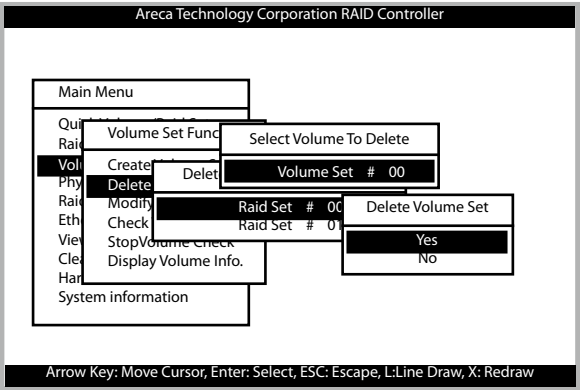 Areca Technology Corporation RAID Controller
Main Menu
Raid
System information
Volume Set Func
Create
Delete
Modify
Check
StopVolume Check
Display Volume Info.
Delet
Raid Set # 00
Raid Set # 01
Select Volume To Delete
Volume Set # 00
Delete Volume Set
Yes
No
Arrow Key: Move Cursor, Enter: Select, ESC: Escape, L:Line Draw, X: Redraw